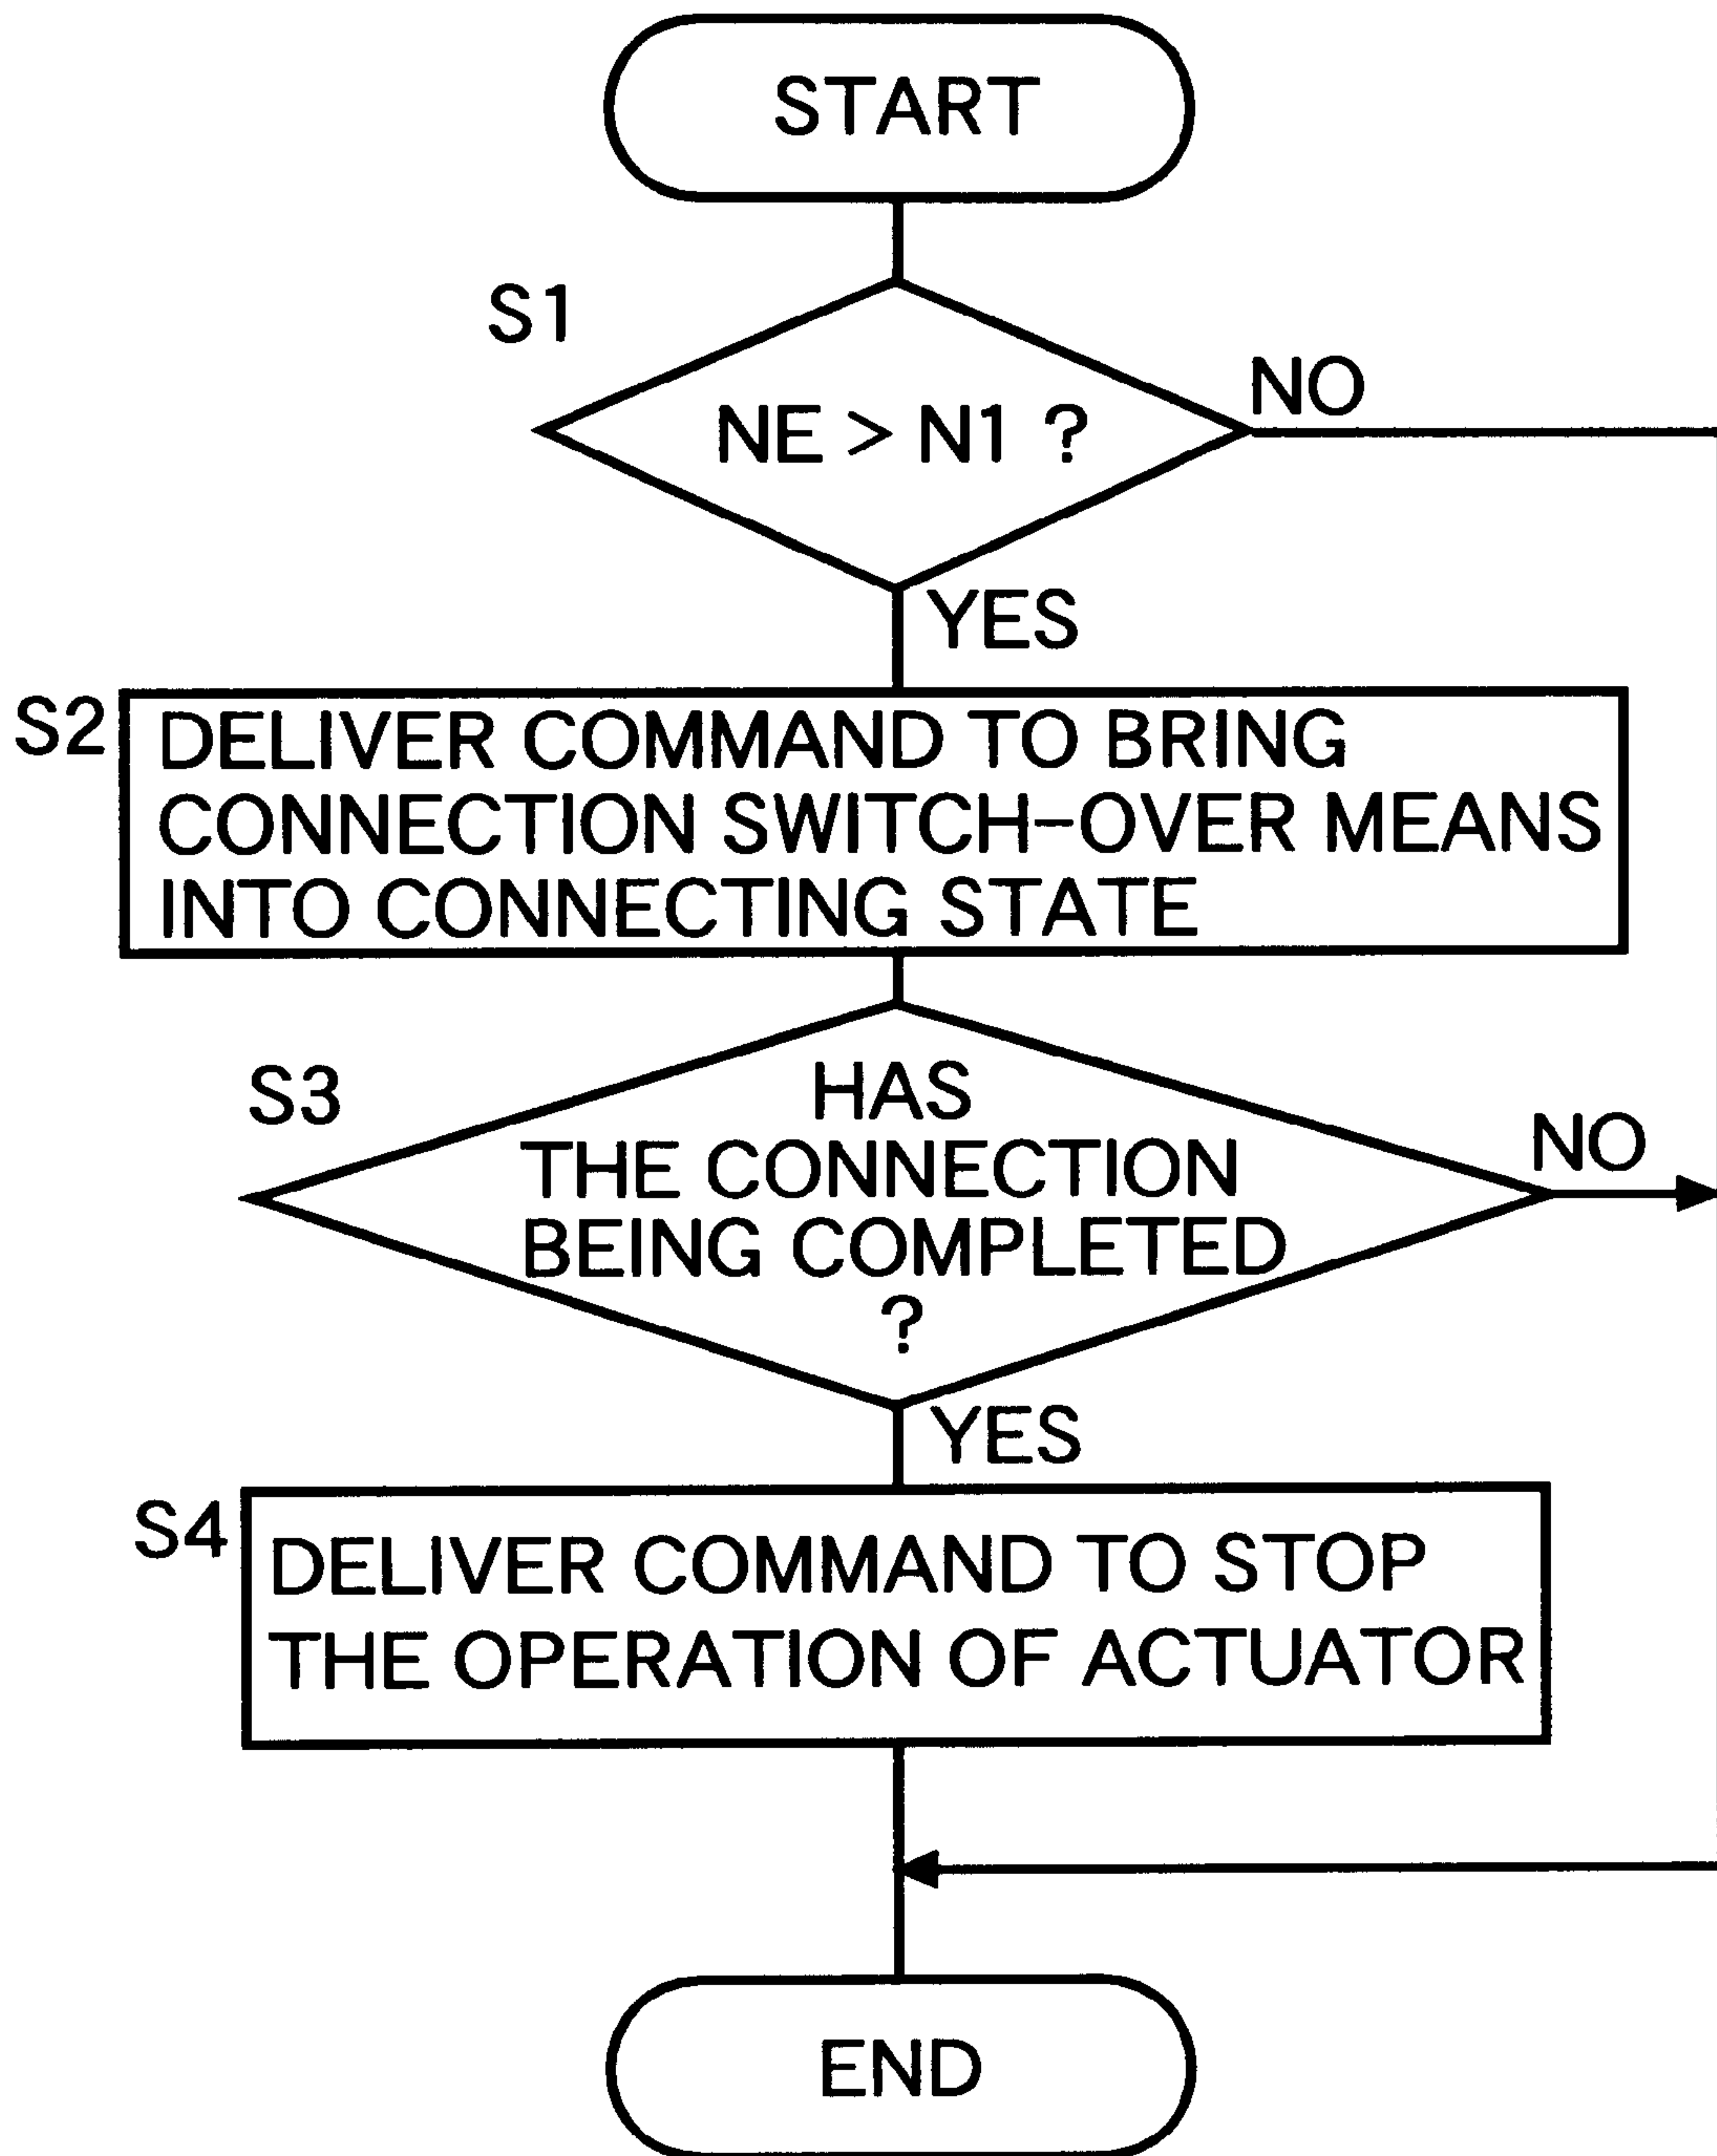 START
S1
NE > N1 ?
NO
YES
S2
DELIVER COMMAND TO BRING
CONNECTION SWITCH-OVER MEANS
INTO CONNECTING STATE
S3
HAS
THE CONNECTION
BEING COMPLETED
?
NO
YES
S4
DELIVER COMMAND TO STOP
THE OPERATION OF ACTUATOR
END